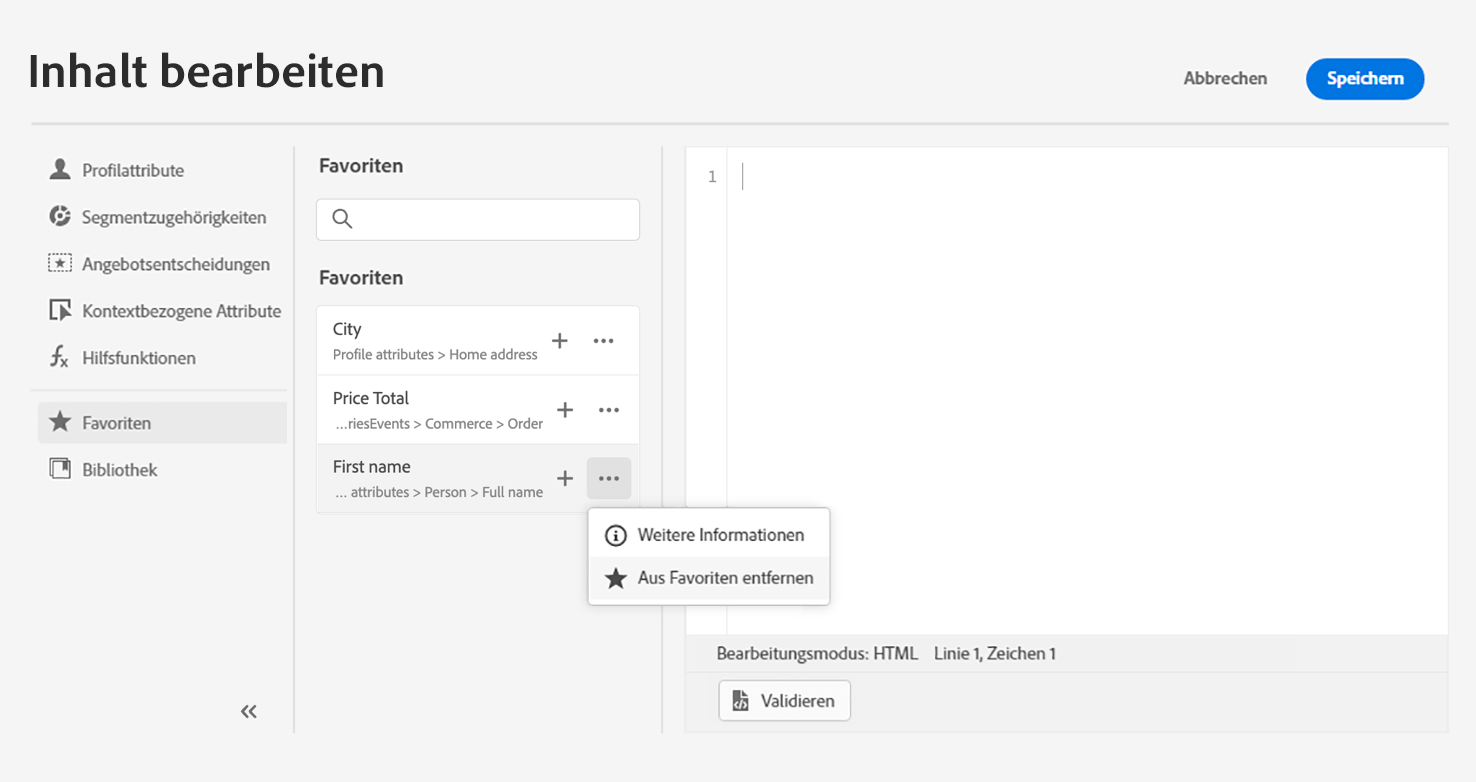 Inhalt bearbeiten
Abbrechen
Speichern
Profilattribute
Segmentzugehörigkeiten
Angebotsentscheidungen
Kontextbezogene Attribute
Hilfsfunktionen
Favoriten
Bibliothek
Favoriten
Favoriten
City
Profile attributes > Home address
Price Total
...riesEvents > Commerce > Order
First name
... attributes > Person > Full name
Weitere Informationen
Aus Favoriten entfernen
1
Bearbeitungsmodus: HTML Linie 1, Zeichen 1
Validieren